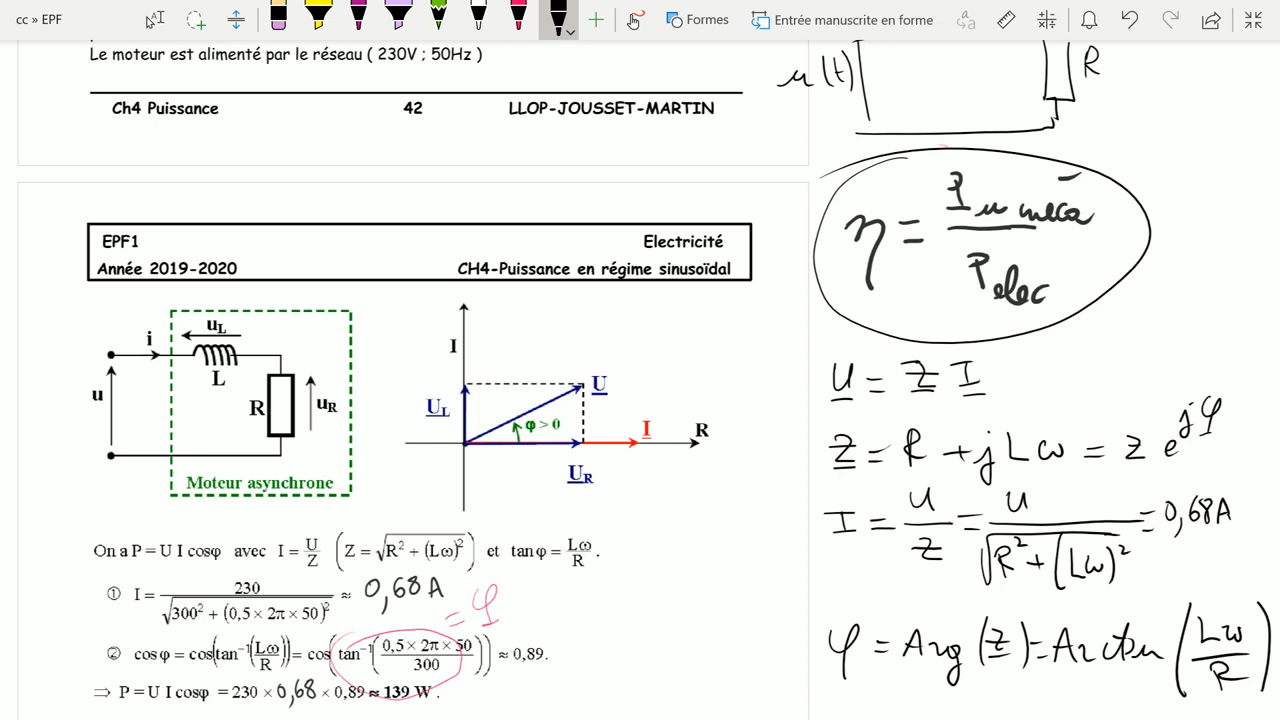 cc » EPF
Formes
Entrée manuscrite en forme
Le moteur est alimenté par le réseau ( 230V ; 50Hz )
Ch4 Puissance 42 LLOP-JOUSSET-MARTIN
EPF1 Electricité
Année 2019-2020 CH4-Puissance en régime sinusoïdal
i
u_L
L
u
R
u_R
Moteur asynchrone
I
U
U_L
φ > 0
I
R
U_R
On a P = U I cosφ avec I = U/Z (Z = √(R² + (Lω)²)) et tanφ = Lω/R .
① I = 230/√(300² + (0,5 × 2π × 50)²) ≈ 0,68 A
= φ
② cosφ = cos(tan⁻¹(Lω/R)) = cos(tan⁻¹(0,5 × 2π × 50/300)) ≈ 0,89.
⇒ P = U I cosφ = 230 × 0,68 × 0,89 ≈ 139 W .
u(t)
R
η = P_u méca / P_elec
U = Z I
Z = R + jLω = Z e^jφ
I = U/Z = U/√(R² + (Lω)²) = 0,68A
φ = Arg(Z) = Arctan(Lω/R)